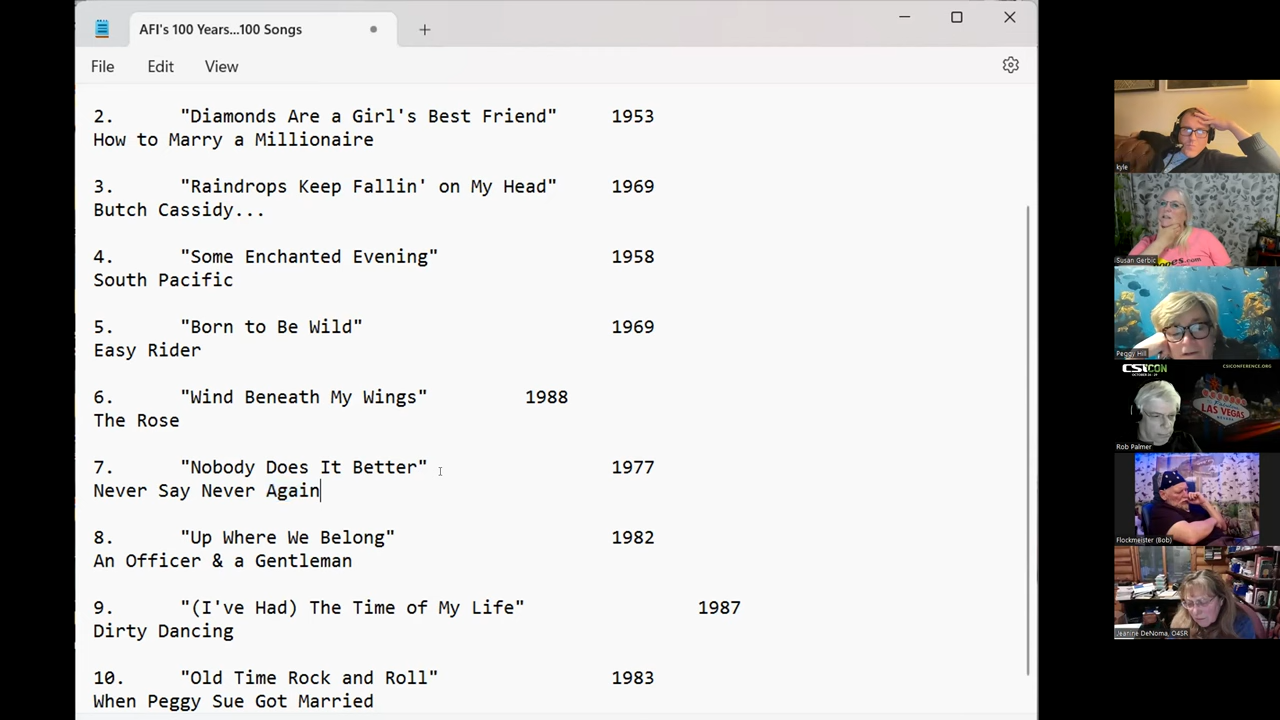 AFI's 100 Years...100 Songs
File Edit View
2. "Diamonds Are a Girl's Best Friend" 1953
How to Marry a Millionaire
3. "Raindrops Keep Fallin' on My Head" 1969
Butch Cassidy...
4. "Some Enchanted Evening" 1958
South Pacific
5. "Born to Be Wild" 1969
Easy Rider
6. "Wind Beneath My Wings" 1988
The Rose
7. "Nobody Does It Better" 1977
Never Say Never Again
8. "Up Where We Belong" 1982
An Officer & a Gentleman
9. "(I've Had) The Time of My Life" 1987
Dirty Dancing
10. "Old Time Rock and Roll" 1983
When Peggy Sue Got Married
kyle
Susan Gerbic
Peggy Hill
CSICON
CSICONFERENCE.ORG
LAS VEGAS
Rob Palmer
Flockmeister (Bob)
Jeanine DeNoma, O4SR